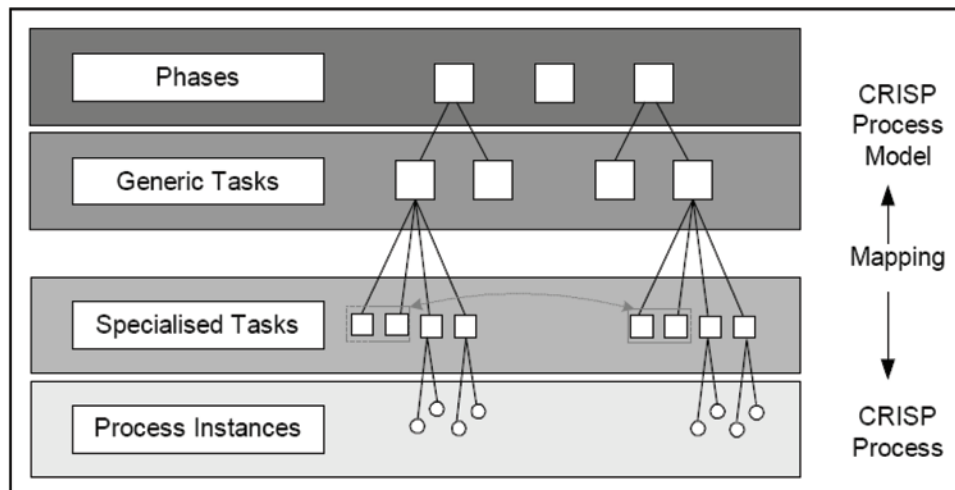 Phases
Generic Tasks
Specialised Tasks
Process Instances
CRISP
Process
Model
Mapping
CRISP
Process